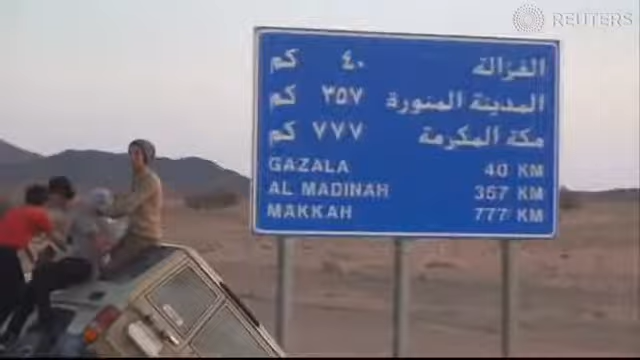 REUTERS
الغزالة ٤٠ كم
المدينة المنورة ٣٥٧ كم
مكة المكرمة ٧٧٧ كم
GAZALA 40 KM
AL MADINAH 357 KM
MAKKAH 777 KM